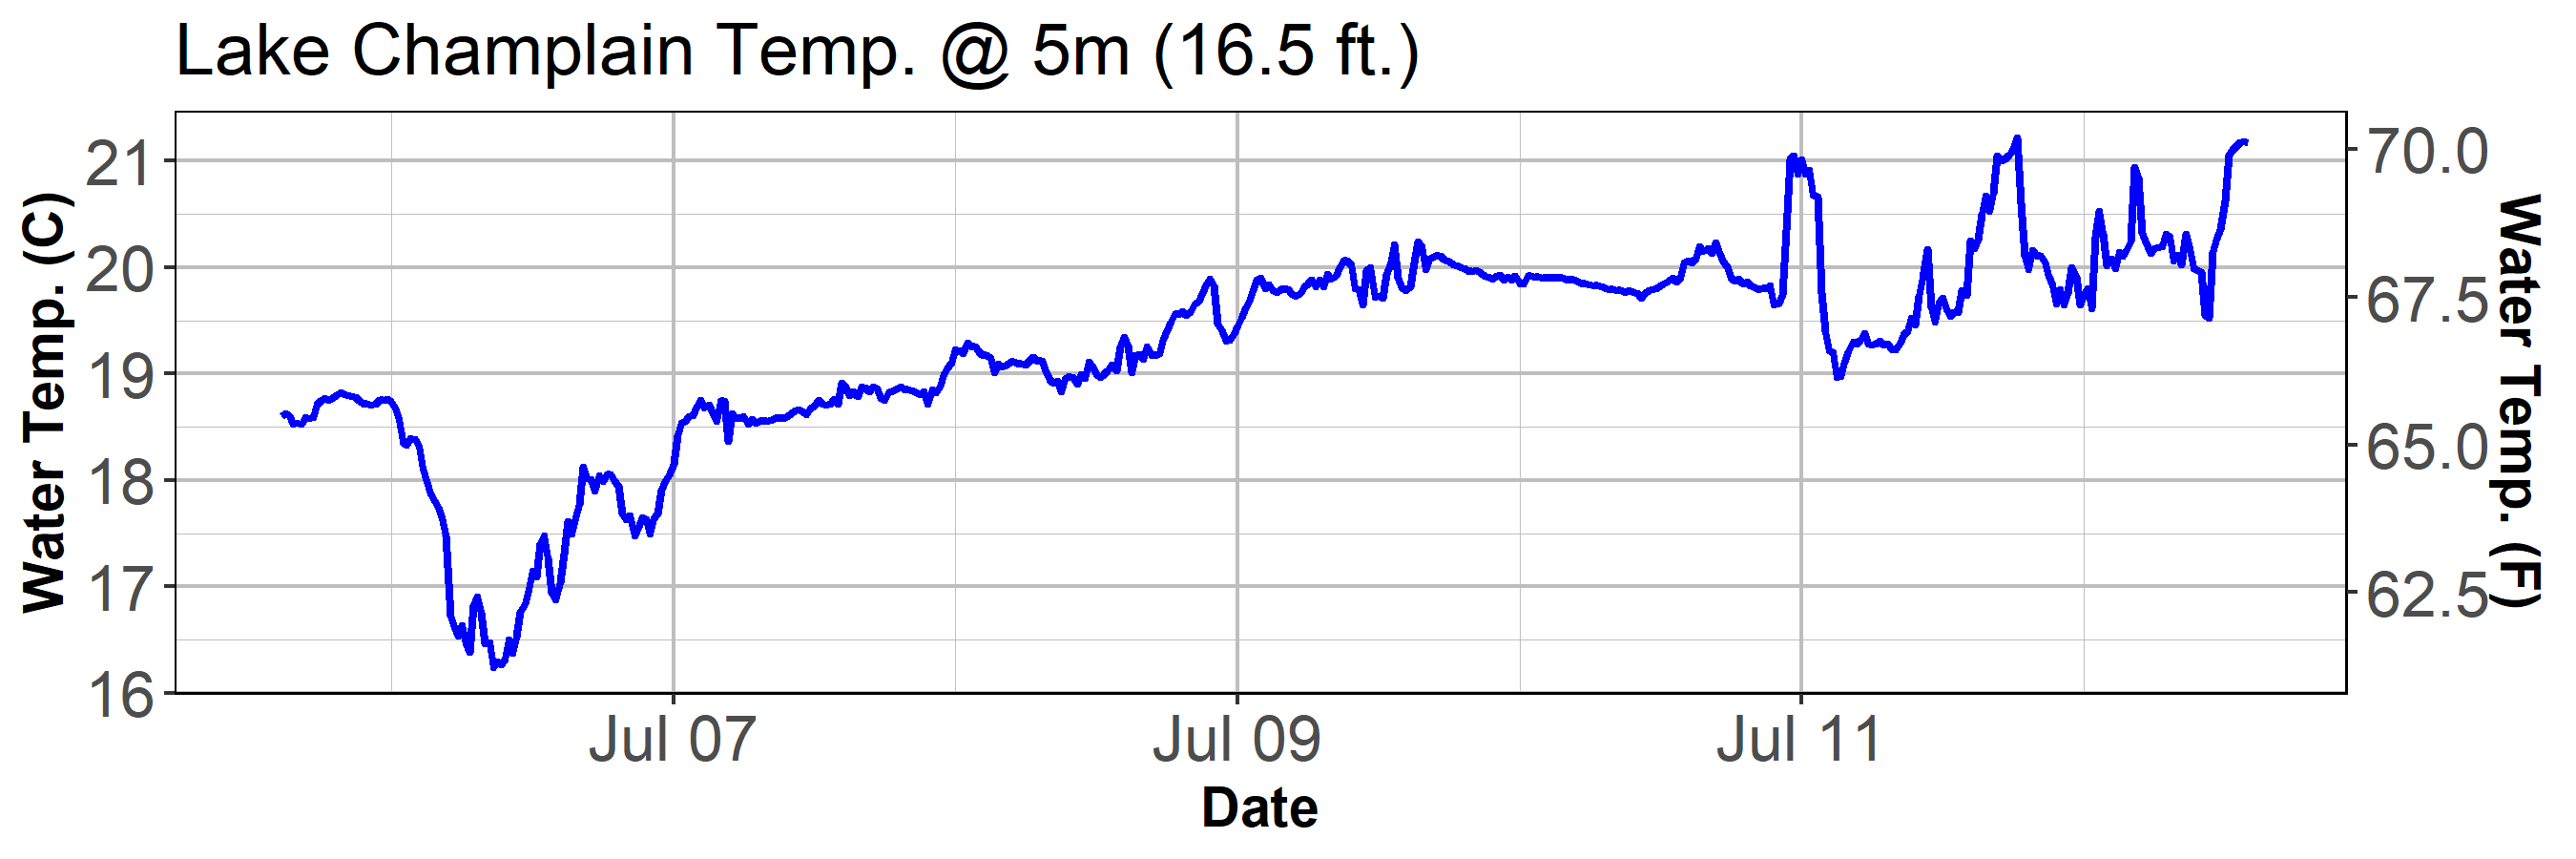 Lake Champlain Temp. @ 5m (16.5 ft.)
Water Temp. (C)
21
20
19
18
17
16
70.0
67.5
65.0
62.5
Water Temp. (F)
Jul 07
Jul 09
Jul 11
Date